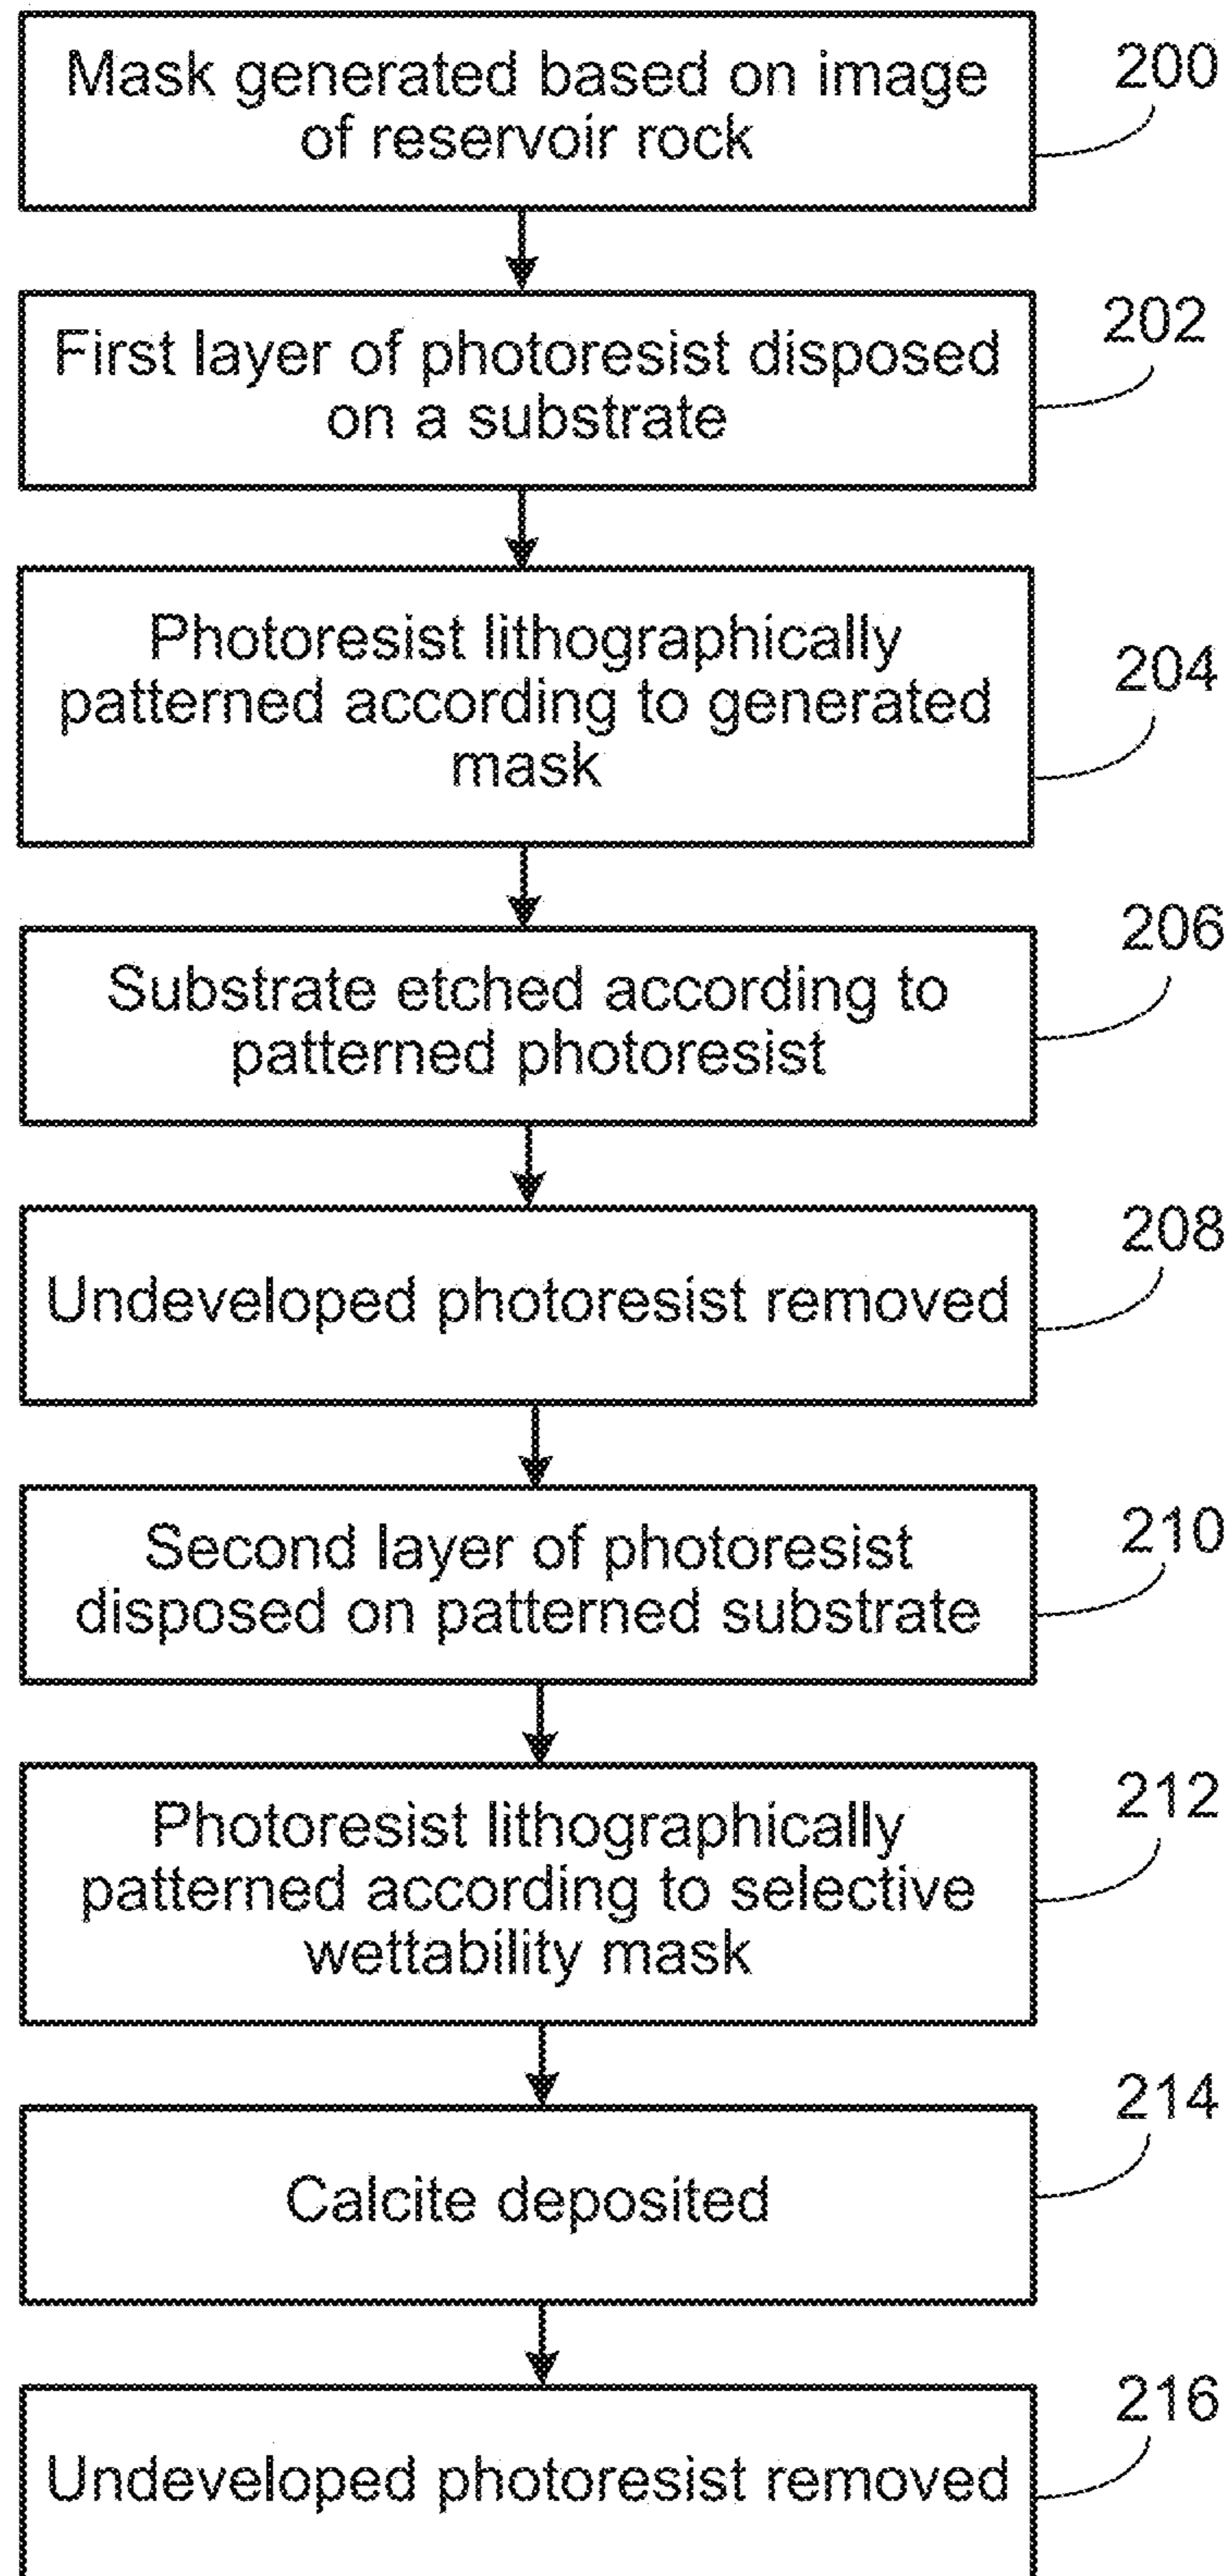 Mask generated based on image
of reservoir rock
200
First layer of photoresist disposed
on a substrate
202
Photoresist lithographically
patterned according to generated
mask
204
Substrate etched according to
patterned photoresist
206
Undeveloped photoresist removed
208
Second layer of photoresist
disposed on patterned substrate
210
Photoresist lithographically
patterned according to selective
wettability mask
212
Calcite deposited
214
Undeveloped photoresist removed
216